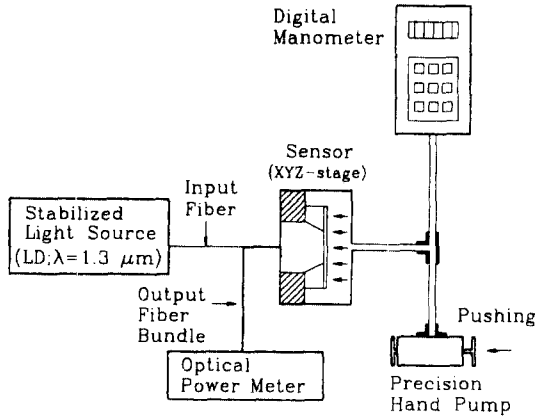 Digital
Manometer
Sensor
(XYZ-stage)
Input
Fiber
Stabilized
Light Source
(LD;λ=1.3 μm)
Output
Fiber
Bundle
Optical
Power Meter
Pushing
Precision
Hand Pump